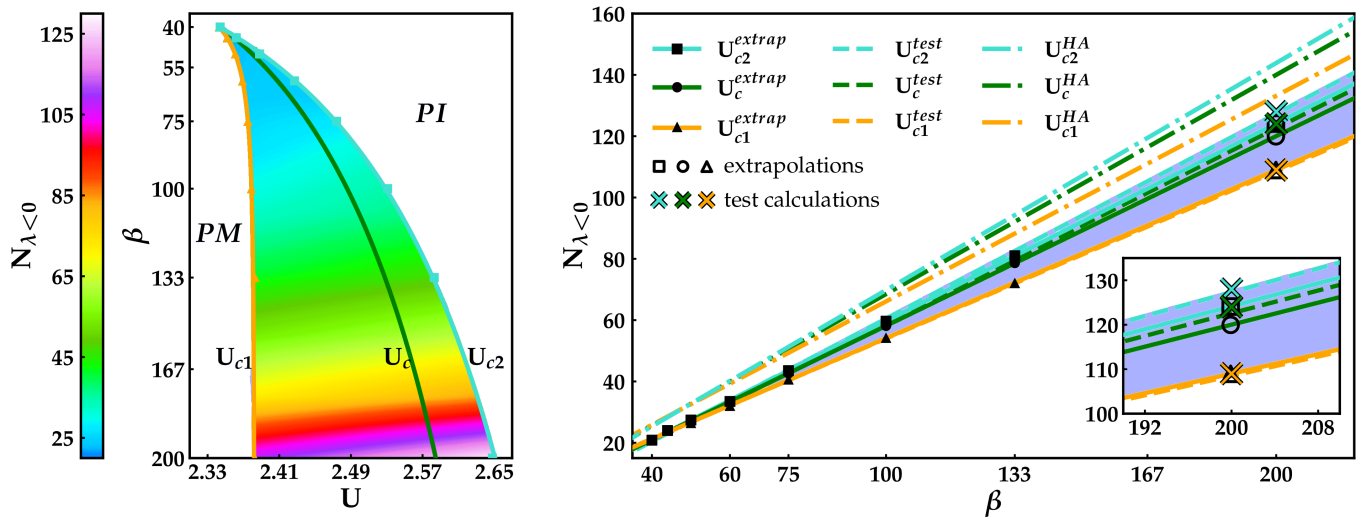 N_{λ<0}
125
105
85
65
45
25
β
40
55
75
100
133
167
200
PI
PM
U_{c1}
U_c
U_{c2}
2.33
2.41
2.49
2.57
2.65
U
N_{λ<0}
160
140
120
100
80
60
40
20
U_{c2}^{extrap}
U_{c2}^{test}
U_{c2}^{HA}
U_c^{extrap}
U_c^{test}
U_c^{HA}
U_{c1}^{extrap}
U_{c1}^{test}
U_{c1}^{HA}
extrapolations
test calculations
130
120
110
100
192
200
208
40
60
75
100
133
167
200
β